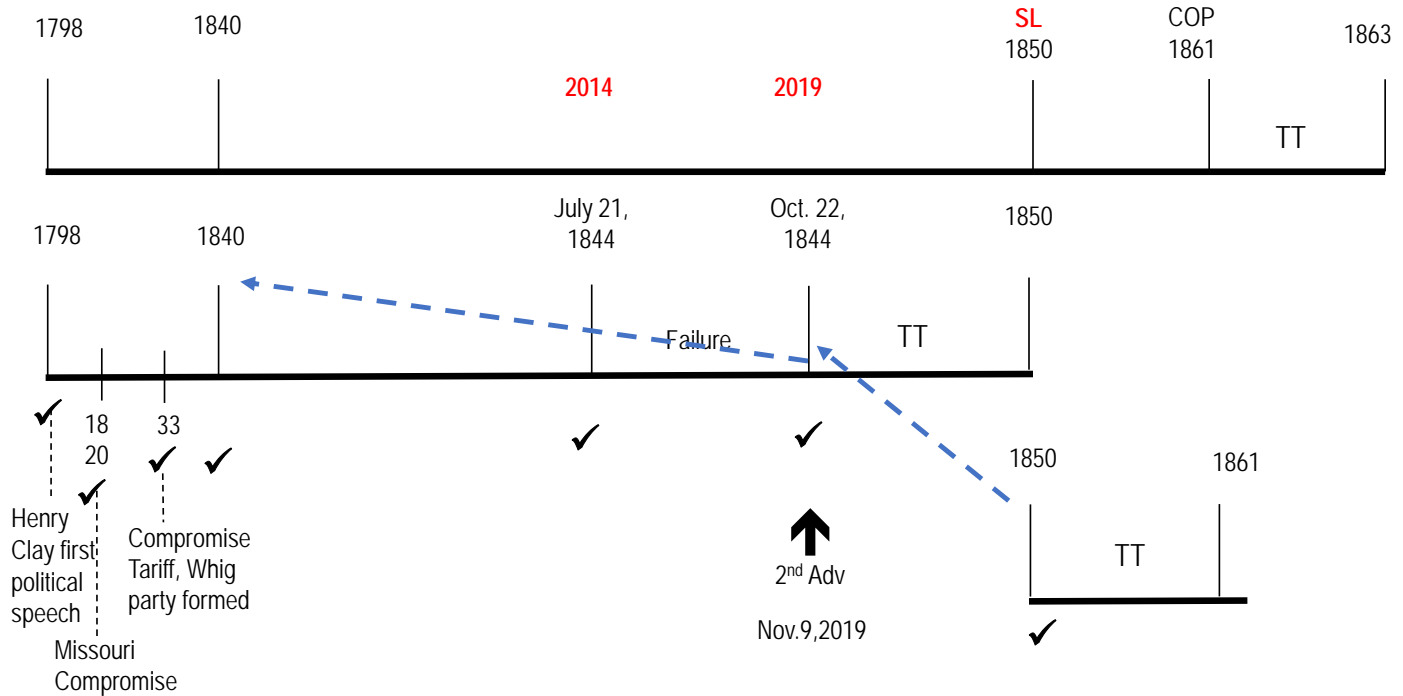 1798
1840
SL
1850
COP
1861
1863
2014
2019
TT
1798
1840
July 21,
1844
Oct. 22,
1844
1850
Failure
TT
18
20
33
Henry
Clay first
political
speech
Missouri
Compromise
Compromise
Tariff, Whig
party formed
2nd Adv
Nov.9,2019
1850
1861
TT